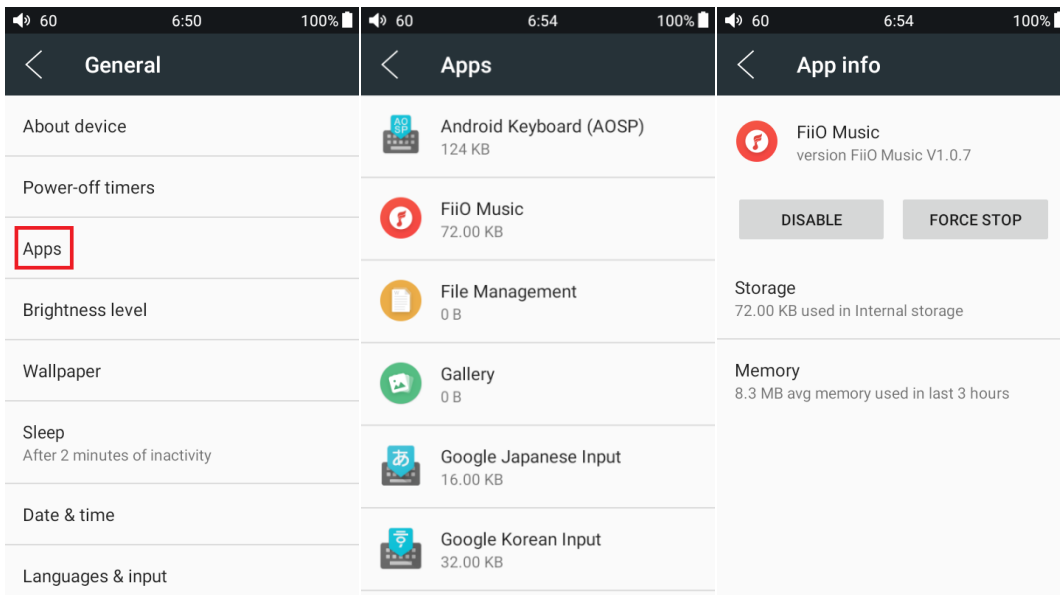 60 6:50 100%
General
About device
Power-off timers
Apps
Brightness level
Wallpaper
Sleep
After 2 minutes of inactivity
Date & time
Languages & input
60 6:54 100%
Apps
AO
SP
Android Keyboard (AOSP)
124 KB
FiiO Music
72.00 KB
File Management
0 B
Gallery
0 B
あ
Google Japanese Input
16.00 KB
Google Korean Input
32.00 KB
60 6:54 100%
App info
FiiO Music
version FiiO Music V1.0.7
DISABLE FORCE STOP
Storage
72.00 KB used in Internal storage
Memory
8.3 MB avg memory used in last 3 hours